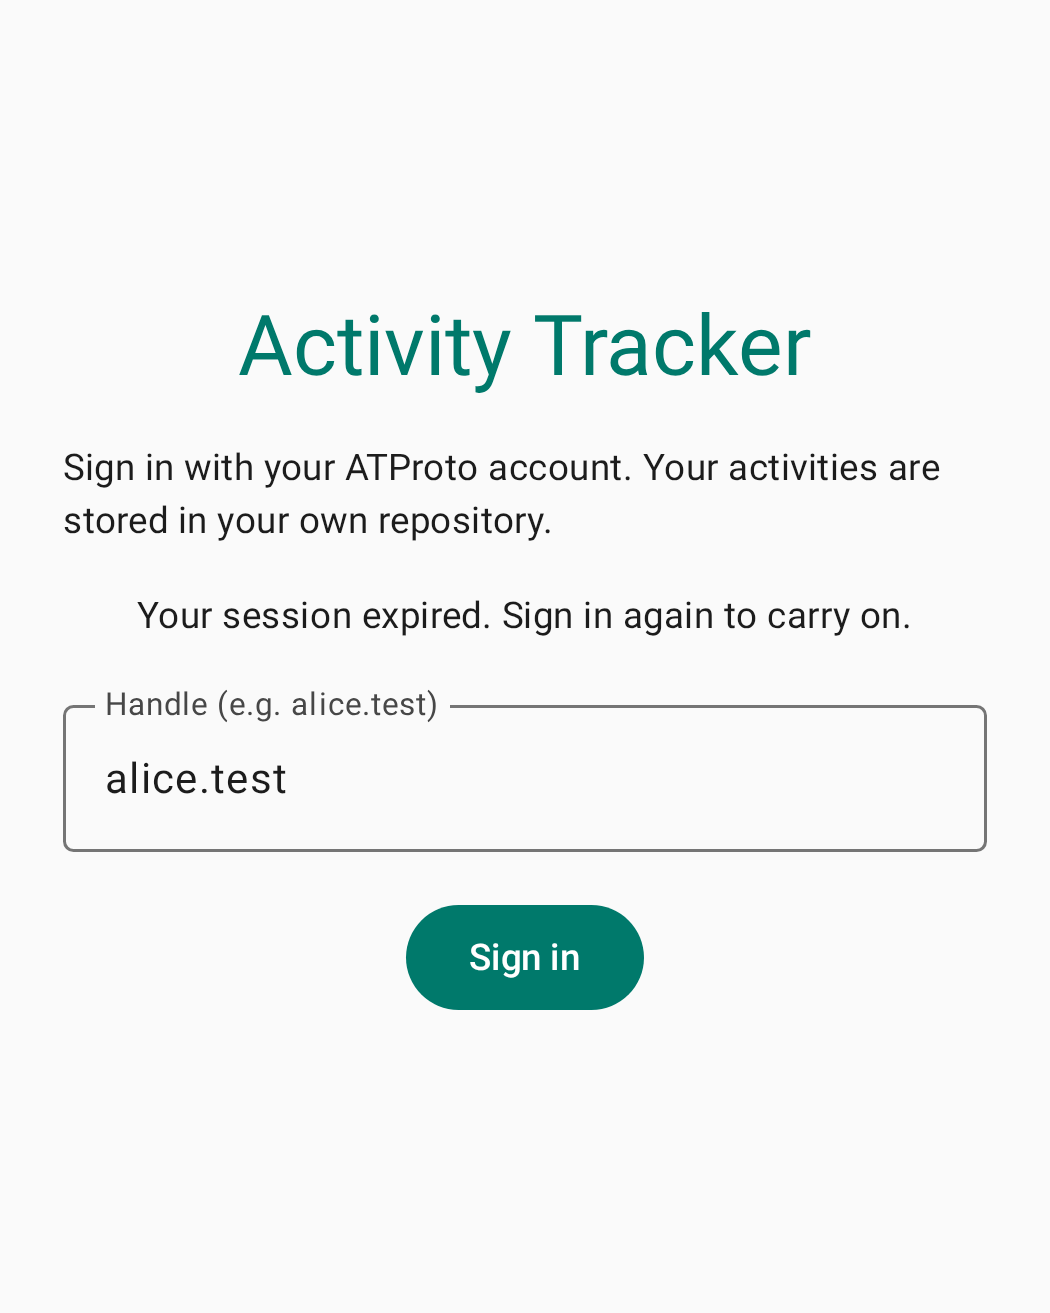 Activity Tracker
Sign in with your ATProto account. Your activities are
stored in your own repository.
Your session expired. Sign in again to carry on.
Handle (e.g. alice.test)
alice.test
Sign in